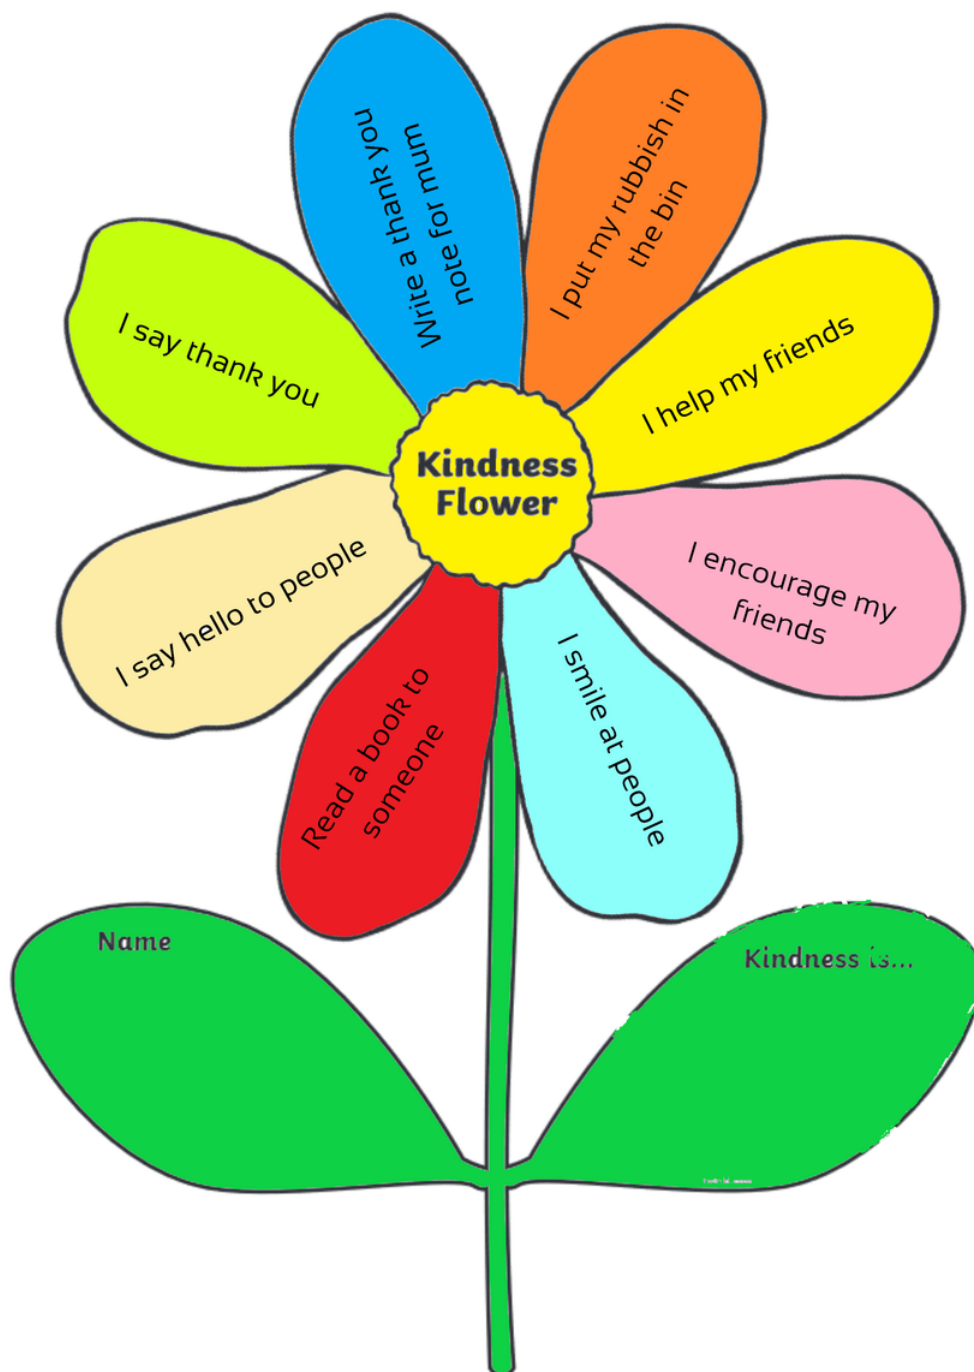 Write a thank you
note for mum
I put my rubbish in
the bin
I say thank you
I help my friends
Kindness
Flower
I say hello to people
I encourage my
friends
Read a book to
someone
I smile at people
Name
Kindness is...